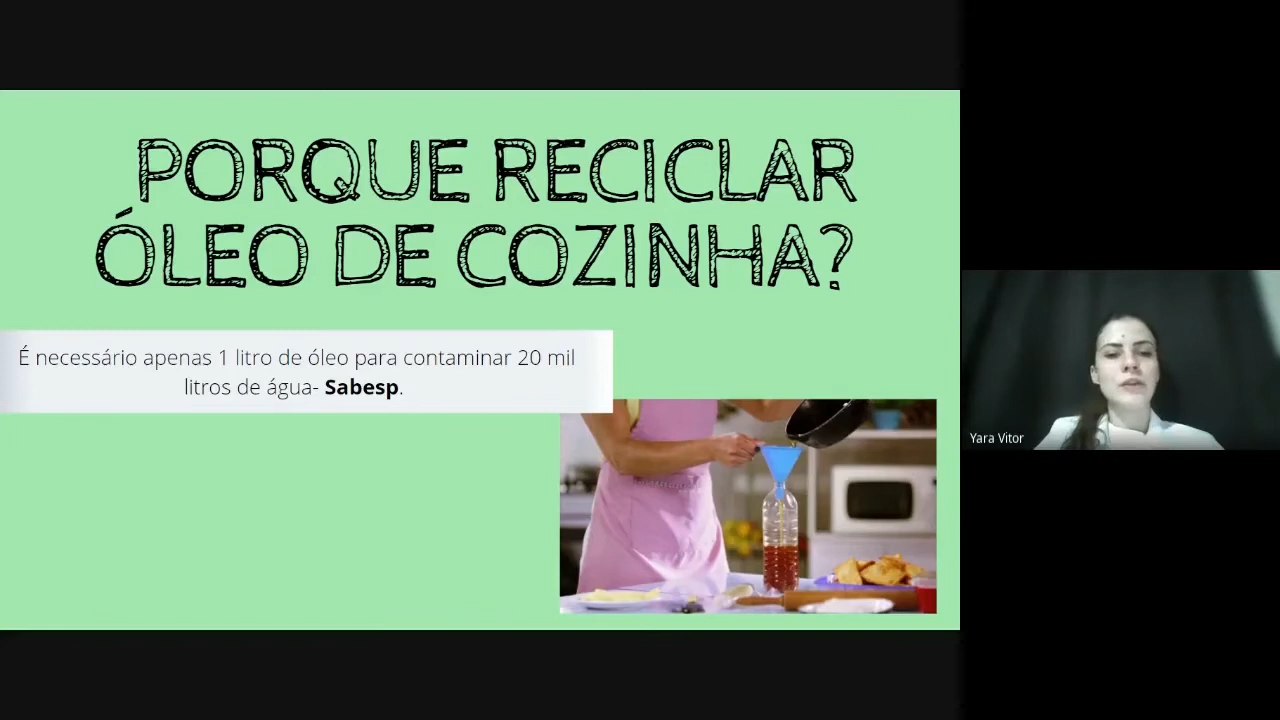 PORQUE RECICLAR
ÓLEO DE COZINHA?
É necessário apenas 1 litro de óleo para contaminar 20 mil
litros de água- Sabesp.
Yara Vitor